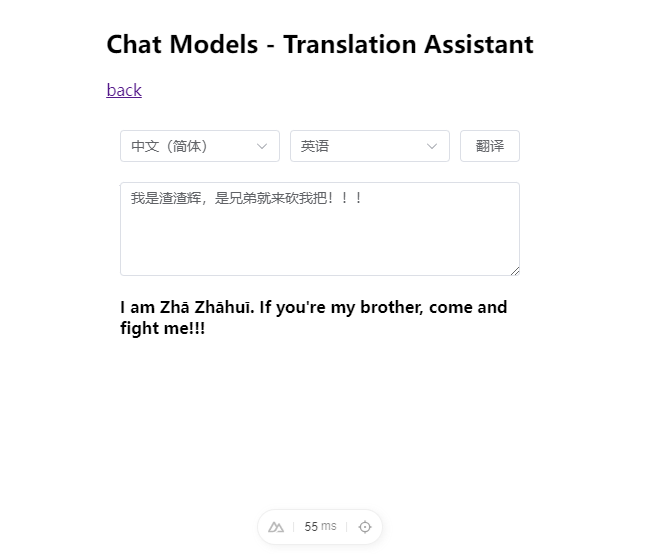 Chat Models - Translation Assistant
back
中文（简体） 英语 翻译
我是渣渣辉，是兄弟就来砍我把！！！
I am Zhā Zhāhuī. If you're my brother, come and
fight me!!!
55 ms